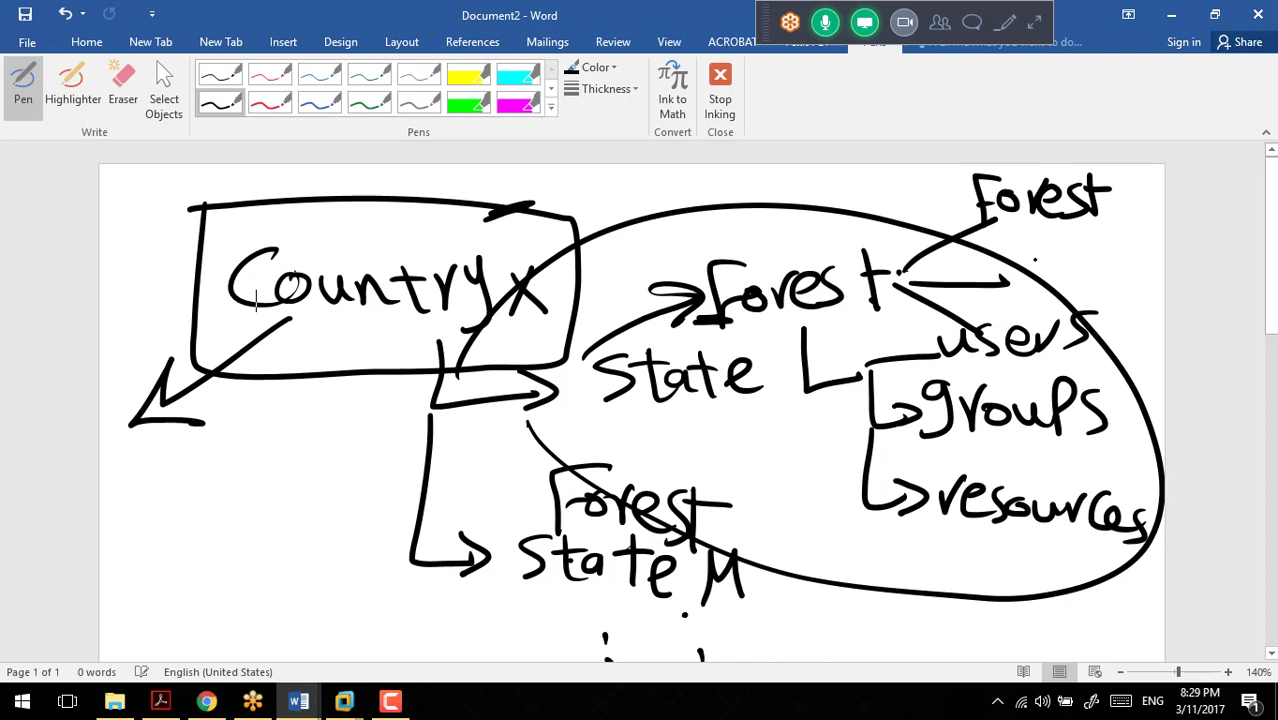 Document2 - Word
File Home New Tab New Tab Insert Design Layout References Mailings Review View ACROBAT
Sign in Share
Pen Highlighter Eraser Select Objects
Color
Thickness
Ink to Math
Stop Inking
Write Pens Convert Close
Forest
Country x
Forest
users
State
groups
Forest
resources
State M
Page 1 of 1 0 words English (United States) 140%
ENG
8:29 PM
3/11/2017